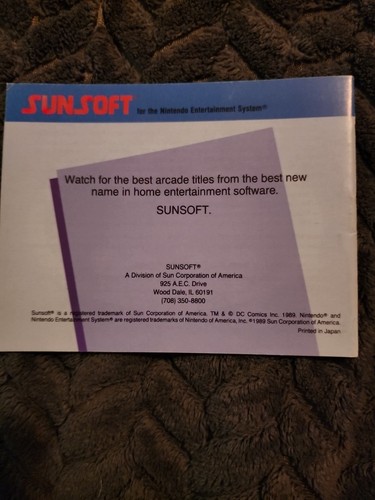 SUNSOFT for the Nintendo Entertainment System®
Watch for the best arcade titles from the best new
name in home entertainment software.
SUNSOFT.
SUNSOFT®
A Division of Sun Corporation of America
925 A.E.C. Drive
Wood Dale, IL 60191
(708) 350-8800
Sunsoft® is a registered trademark of Sun Corporation of America. TM & © DC Comics Inc. 1989. Nintendo® and
Nintendo Entertainment System® are registered trademarks of Nintendo of America, Inc. ©1989 Sun Corporation of America.
Printed in Japan